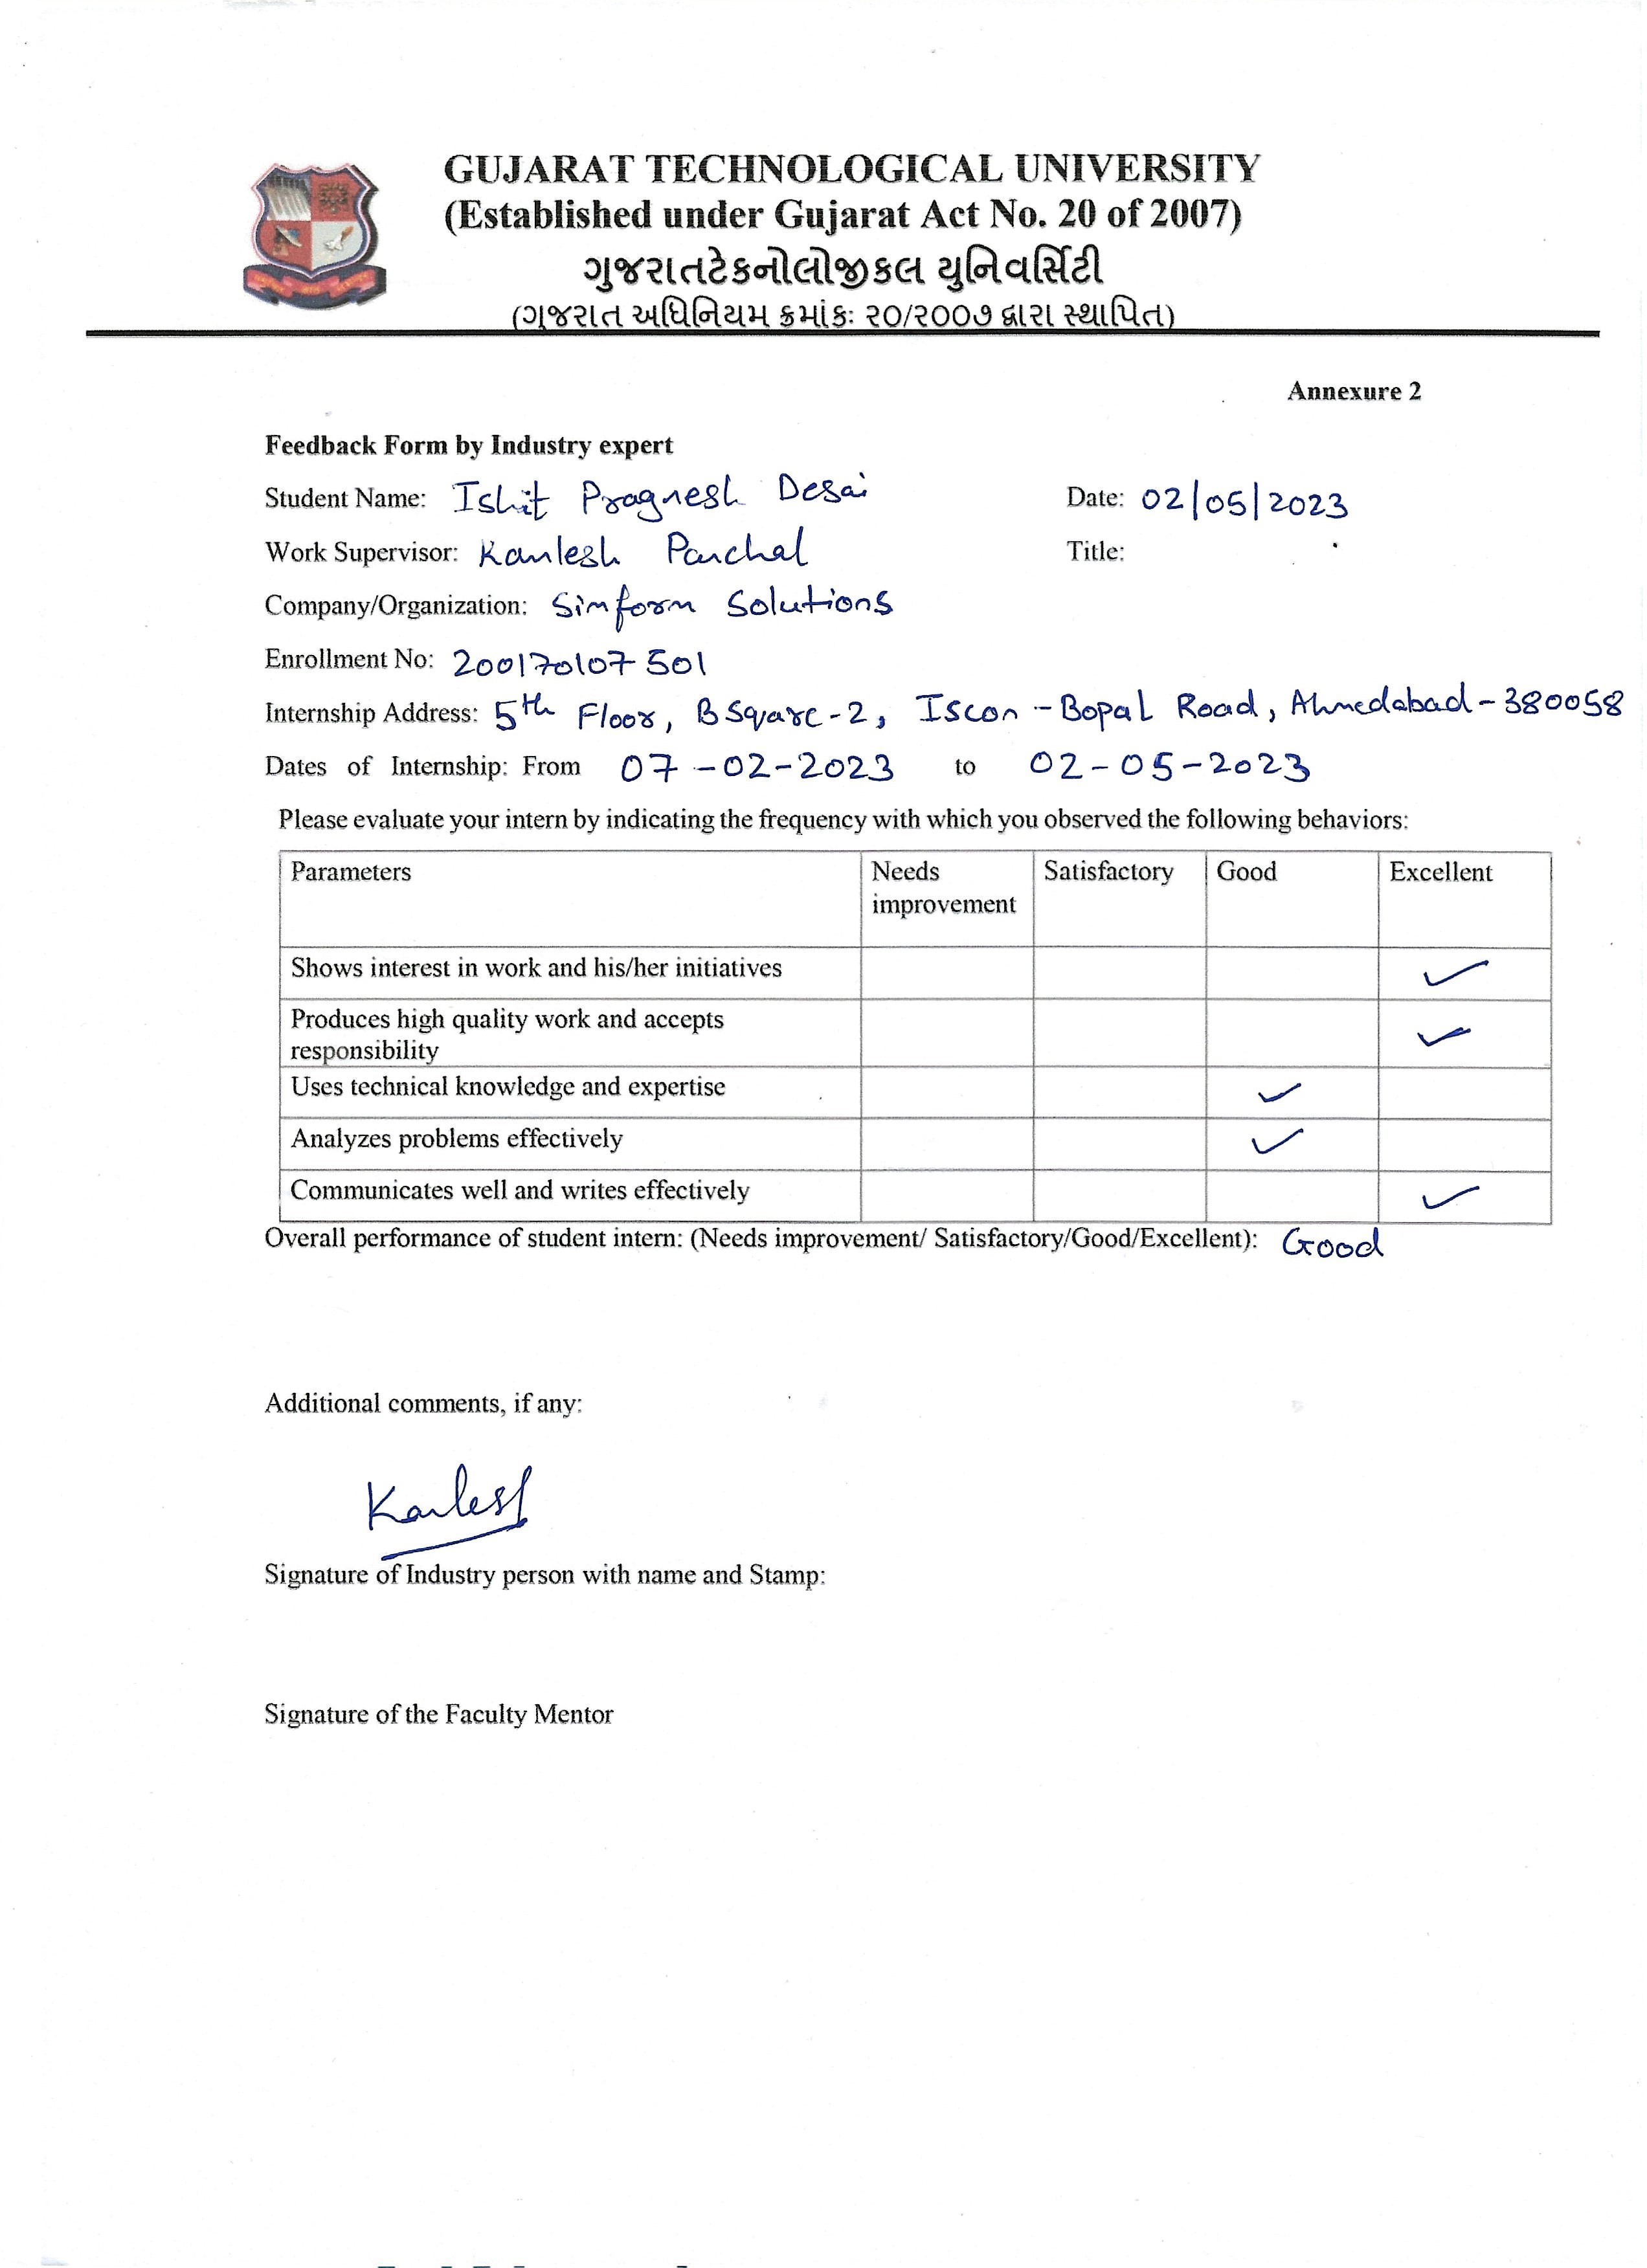 GUJARAT TECHNOLOGICAL UNIVERSITY
(Established under Gujarat Act No. 20 of 2007)
ગુજરાતટેકનોલોજીકલ યુનિવર્સિટી
(ગુજરાત અધિનિયમ ક્રમાંકઃ ૨૦/૨૦૦૭ દ્વારા સ્થાપિત)
Annexure 2
Feedback Form by Industry expert
Student Name: Ishit Pragnesh Desai Date: 02/05/2023
Work Supervisor: Kamlesh Panchal Title:
Company/Organization: Simform Solutions
Enrollment No: 200170107501
Internship Address: 5th Floor, BSquare-2, Iscon-Bopal Road, Ahmedabad-380058
Dates of Internship: From 07-02-2023 to 02-05-2023
Please evaluate your intern by indicating the frequency with which you observed the following behaviors:
Parameters Needs improvement Satisfactory Good Excellent
Shows interest in work and his/her initiatives ✓
Produces high quality work and accepts
responsibility ✓
Uses technical knowledge and expertise ✓
Analyzes problems effectively ✓
Communicates well and writes effectively ✓
Overall performance of student intern: (Needs improvement/ Satisfactory/Good/Excellent): Good
Additional comments, if any:
Kamlesh
Signature of Industry person with name and Stamp:
Signature of the Faculty Mentor